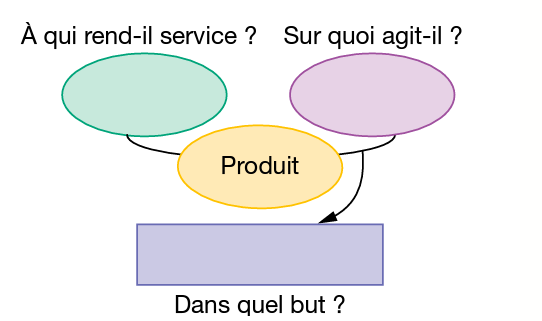 À qui rend-il service ?
Sur quoi agit-il ?
Produit
Dans quel but ?